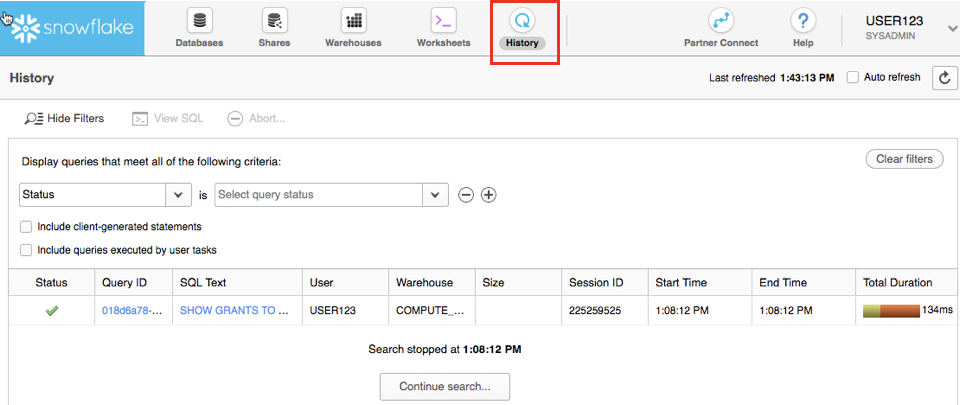 snowflake
Databases Shares Warehouses Worksheets History Partner Connect Help
USER123
SYSADMIN
History Last refreshed 1:43:13 PM Auto refresh
Hide Filters View SQL Abort...
Display queries that meet all of the following criteria: Clear filters
Status is Select query status
Include client-generated statements
Include queries executed by user tasks
Status Query ID SQL Text User Warehouse Size Session ID Start Time End Time Total Duration
018d6a78-... SHOW GRANTS TO ... USER123 COMPUTE_... 225259525 1:08:12 PM 1:08:12 PM 134ms
Search stopped at 1:08:12 PM
Continue search...